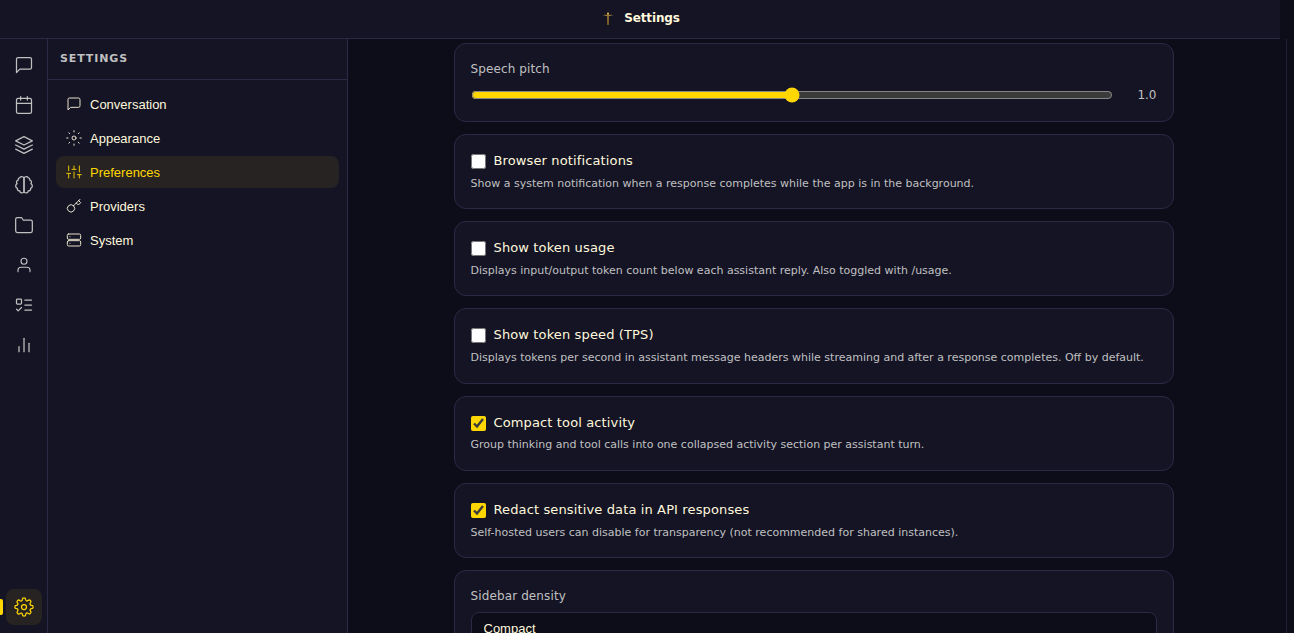 Settings
SETTINGS
Conversation
Appearance
Preferences
Providers
System
Speech pitch
1.0
Browser notifications
Show a system notification when a response completes while the app is in the background.
Show token usage
Displays input/output token count below each assistant reply. Also toggled with /usage.
Show token speed (TPS)
Displays tokens per second in assistant message headers while streaming and after a response completes. Off by default.
Compact tool activity
Group thinking and tool calls into one collapsed activity section per assistant turn.
Redact sensitive data in API responses
Self-hosted users can disable for transparency (not recommended for shared instances).
Sidebar density
Compact